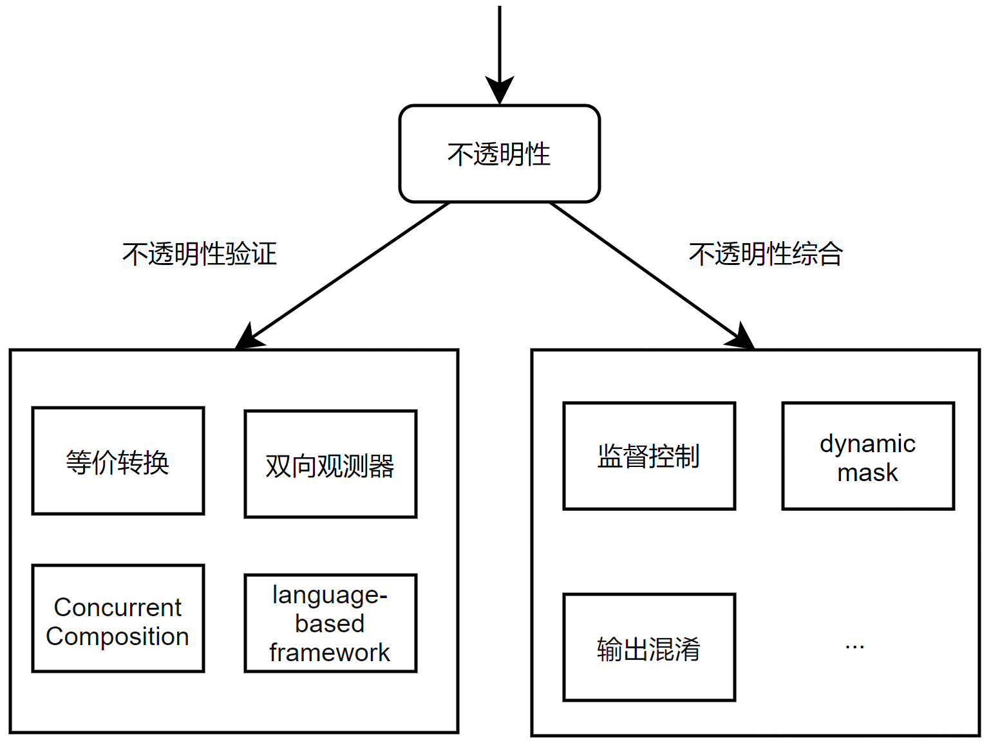 不透明性
不透明性验证
不透明性综合
等价转换
双向观测器
Concurrent
Composition
language-
based
framework
监督控制
dynamic
mask
输出混淆
...